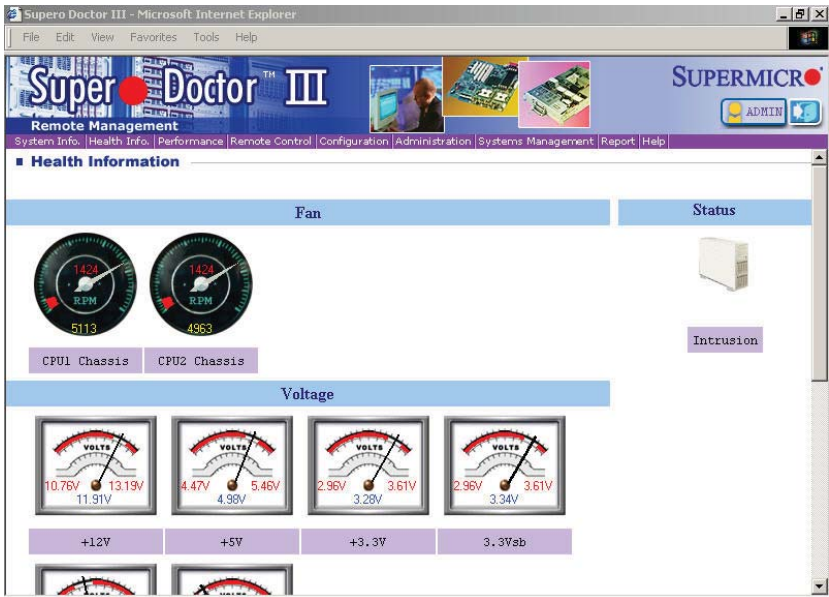 Supero Doctor III - Microsoft Internet Explorer
File Edit View Favorites Tools Help
Super Doctor™ III
SUPERMICRO
Remote Management
ADMIN
System Info. Health Info. Performance Remote Control Configuration Administration Systems Management Report Help
Health Information
Fan
Status
1424 1424
RPM RPM
5113 4963
CPU1 Chassis CPU2 Chassis
Intrusion
Voltage
VOLTS VOLTS VOLTS VOLTS
10.76V 13.19V 4.47V 5.46V 2.96V 3.61V 2.96V 3.61V
11.91V 4.98V 3.28V 3.34V
+12V +5V +3.3V 3.3Vsb